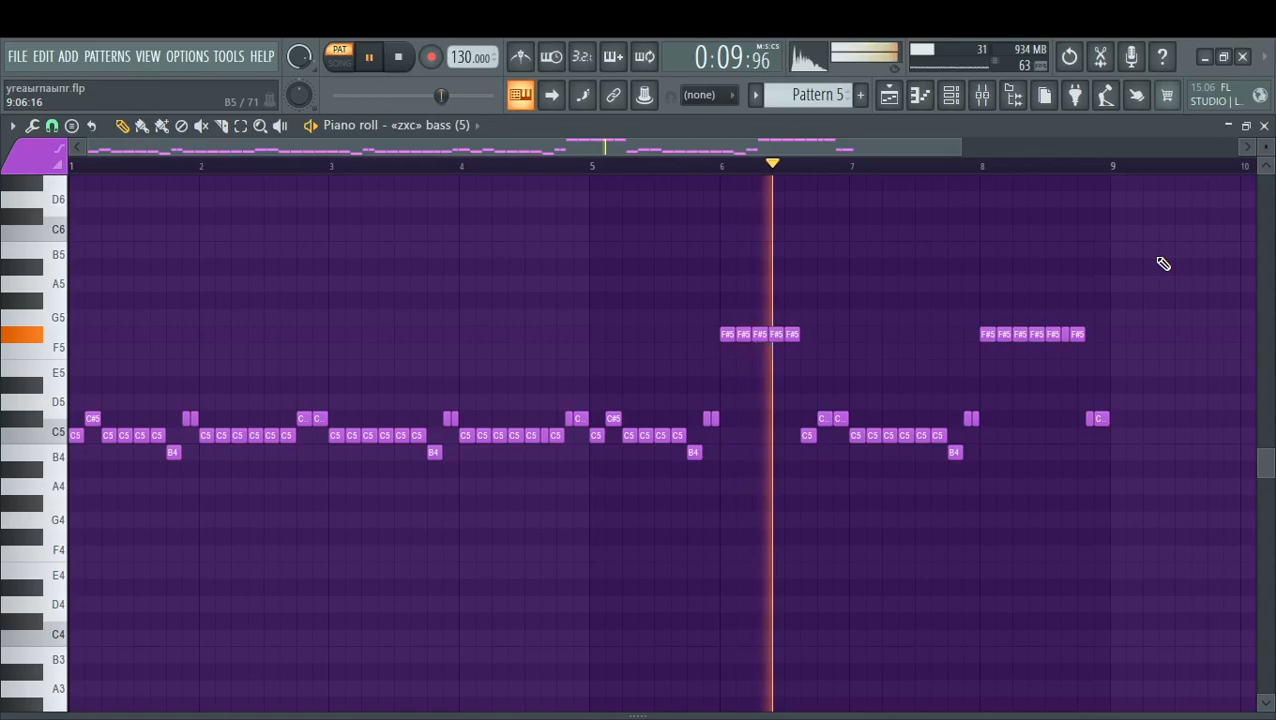 FILE EDIT ADD PATTERNS VIEW OPTIONS TOOLS HELP
PAT
SONG
130.000
3.2:
0:09:96
M:S:CS
31
934 MB
63
yreaыrпaыпr.flp
9:06:16
B5 / 71
(none)
Pattern 5
15.06 FL
STUDIO | L...
Piano roll - «zxc» bass (5)
1 2 3 4 5 6 7 8 9 10
D6
C6
B5
A5
G5
F#5 F#5 F#5 F#5 F#5 F#5 F#5 F#5 F#5 F#5 F#5
F5
E5
D5
C#5 C... C... C... C#5 C... C... C...
C5 C5 C5 C5 C5 C5 C5 C5 C5 C5 C5 C5 C5 C5 C5 C5 C5 C5 C5 C5 C5 C5 C5 C5 C5 C5 C5 C5 C5 C5 C5 C5 C5 C5 C5
B4 B4 B4 B4 B4
A4
G4
F4
E4
D4
C4
B3
A3